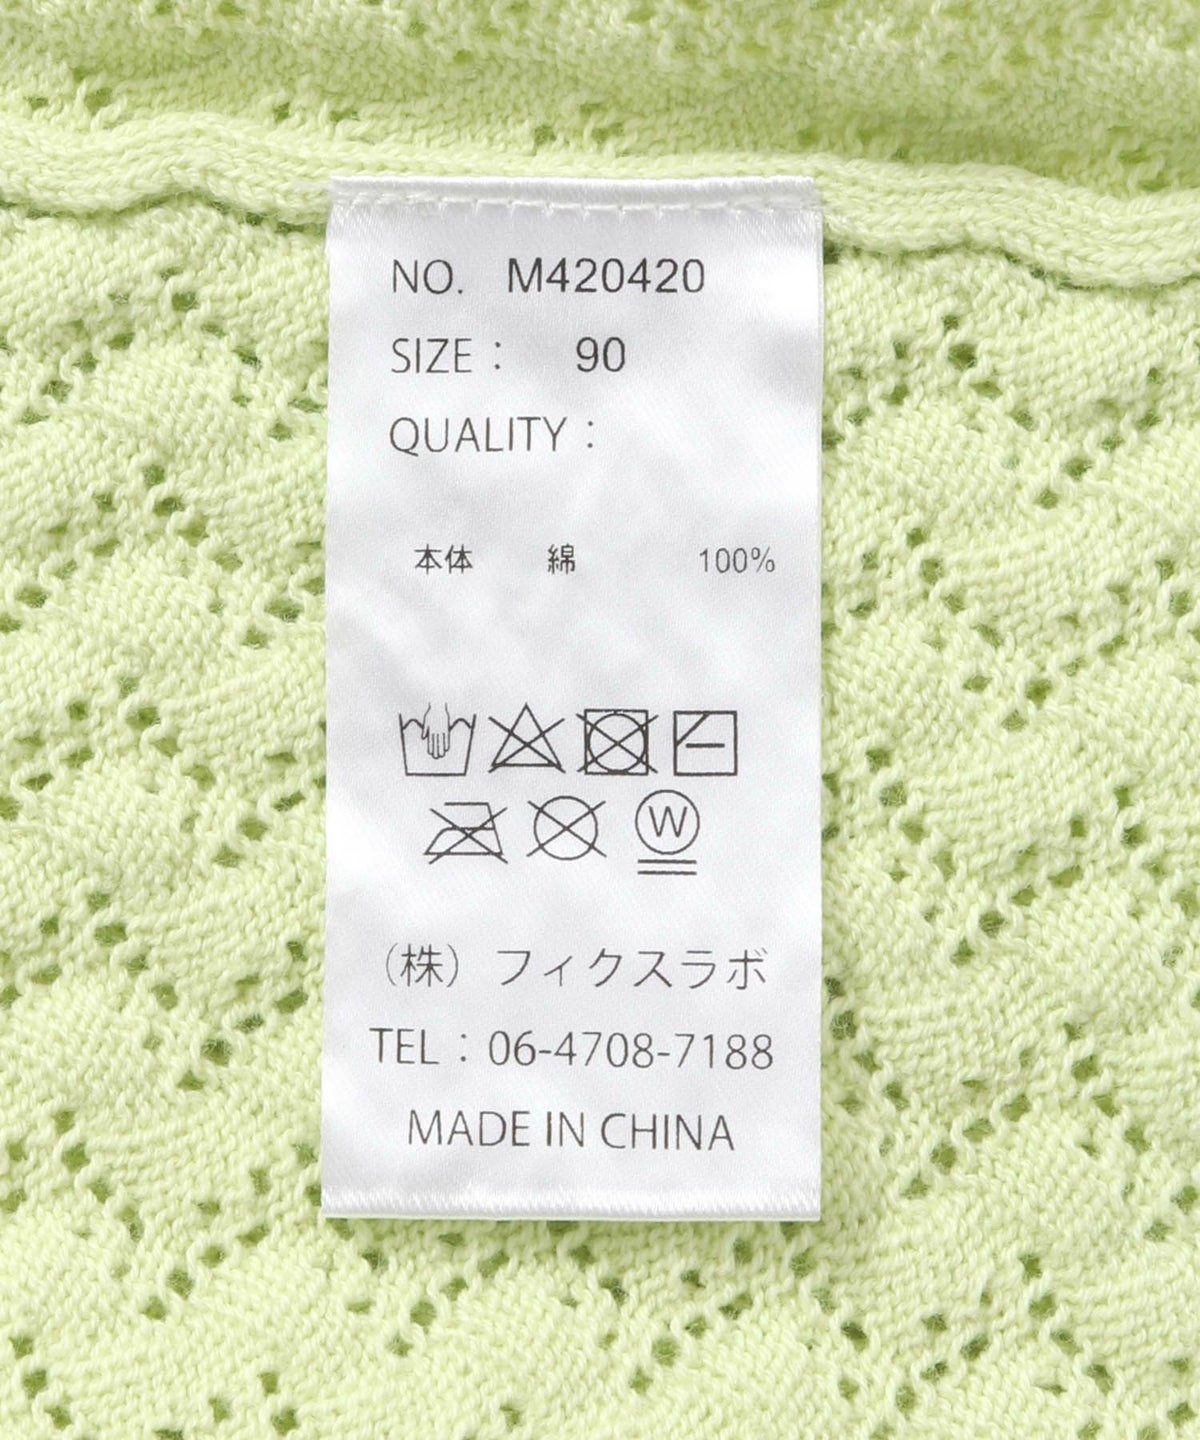 NO. M420420
SIZE : 90
QUALITY :
本体 綿 100%
W
(株) フィクスラボ
TEL : 06-4708-7188
MADE IN CHINA